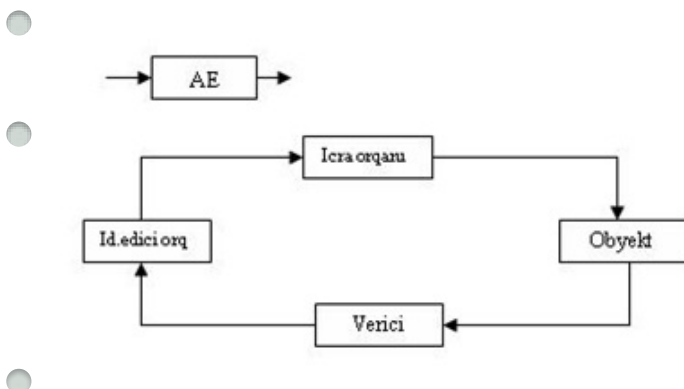 AE
Icra orqanı
Id.edici orq
Obyekt
Verici